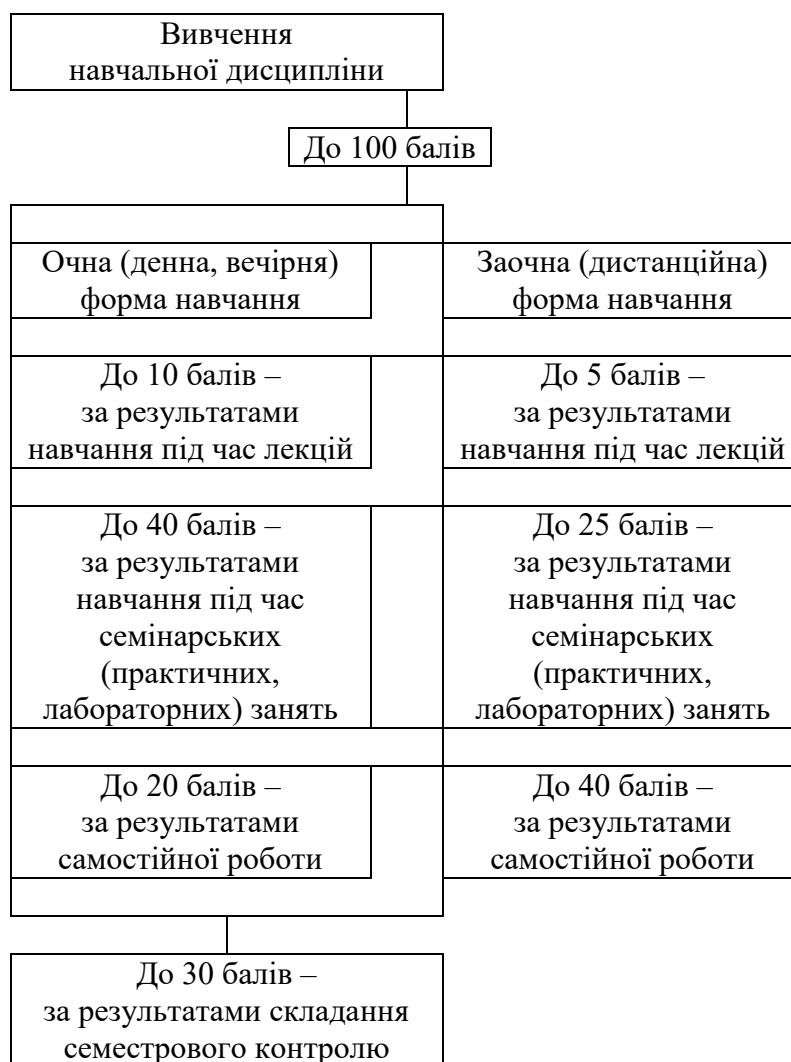 Вивчення
навчальної дисципліни
До 100 балів
Очна (денна, вечірня)
форма навчання
Заочна (дистанційна)
форма навчання
До 10 балів –
за результатами
навчання під час лекцій
До 5 балів –
за результатами
навчання під час лекцій
До 40 балів –
за результатами
навчання під час
семінарських
(практичних,
лабораторних) занять
До 25 балів –
за результатами
навчання під час
семінарських
(практичних,
лабораторних) занять
До 20 балів –
за результатами
самостійної роботи
До 40 балів –
за результатами
самостійної роботи
До 30 балів –
за результатами складання
семестрового контролю